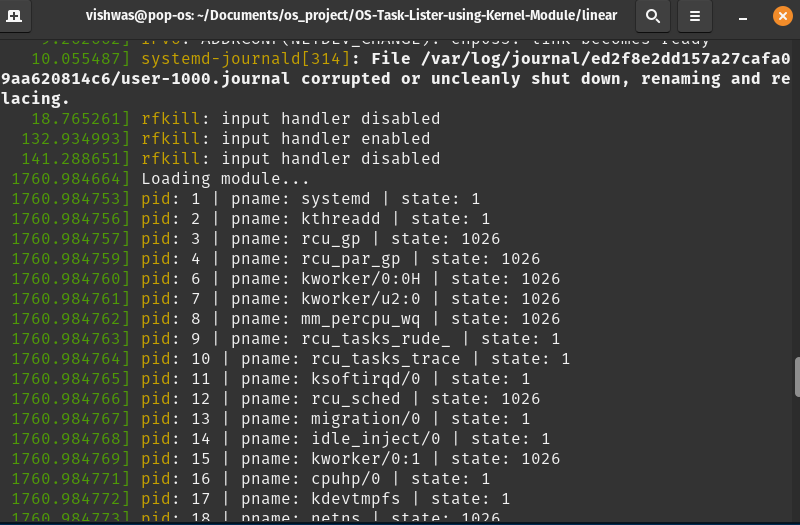 vishwas@pop-os: ~/Documents/os_project/OS-Task-Lister-using-Kernel-Module/linear
10.055487] systemd-journald[314]: File /var/log/journal/ed2f8e2dd157a27cafa0
9aa620814c6/user-1000.journal corrupted or uncleanly shut down, renaming and re
lacing.
18.765261] rfkill: input handler disabled
132.934993] rfkill: input handler enabled
141.288651] rfkill: input handler disabled
1760.984664] Loading module...
1760.984753] pid: 1 | pname: systemd | state: 1
1760.984756] pid: 2 | pname: kthreadd | state: 1
1760.984757] pid: 3 | pname: rcu_gp | state: 1026
1760.984759] pid: 4 | pname: rcu_par_gp | state: 1026
1760.984760] pid: 6 | pname: kworker/0:0H | state: 1026
1760.984761] pid: 7 | pname: kworker/u2:0 | state: 1026
1760.984762] pid: 8 | pname: mm_percpu_wq | state: 1026
1760.984763] pid: 9 | pname: rcu_tasks_rude_ | state: 1
1760.984764] pid: 10 | pname: rcu_tasks_trace | state: 1
1760.984765] pid: 11 | pname: ksoftirqd/0 | state: 1
1760.984766] pid: 12 | pname: rcu_sched | state: 1026
1760.984767] pid: 13 | pname: migration/0 | state: 1
1760.984768] pid: 14 | pname: idle_inject/0 | state: 1
1760.984769] pid: 15 | pname: kworker/0:1 | state: 1026
1760.984771] pid: 16 | pname: cpuhp/0 | state: 1
1760.984772] pid: 17 | pname: kdevtmpfs | state: 1
1760.984773] pid: 18 | pname: netns | state: 1026